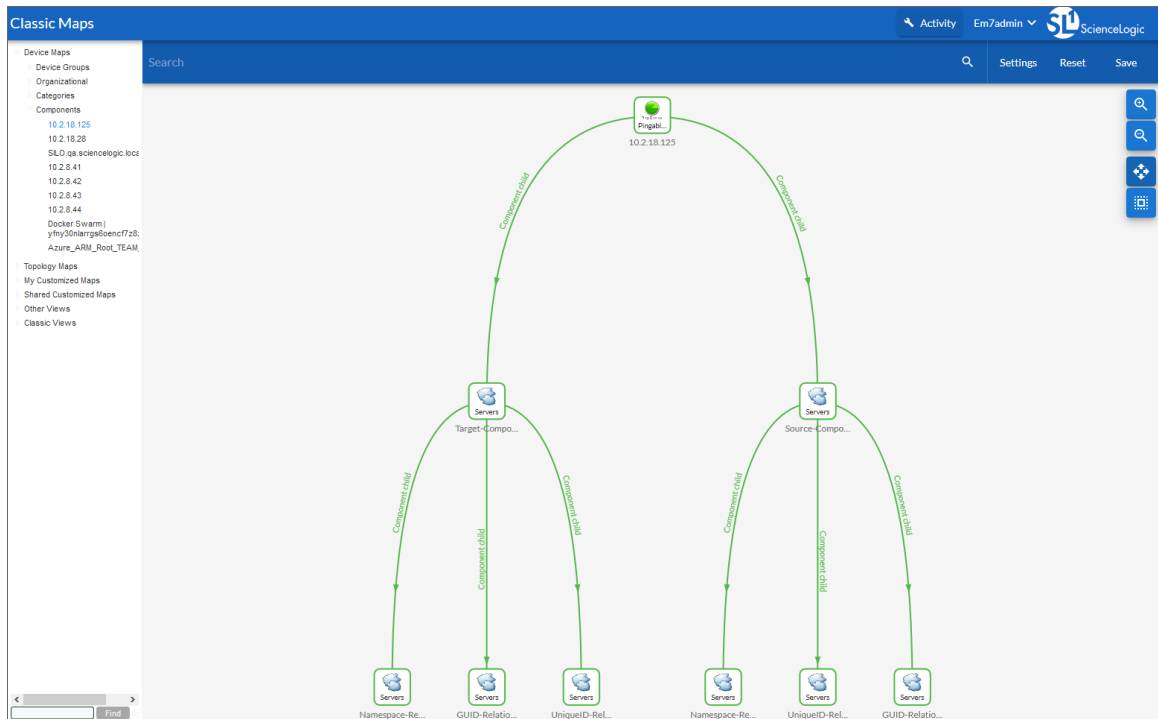 Classic Maps
Activity
Em7admin
SL1 ScienceLogic
Search
Settings
Reset
Save
Device Maps
Device Groups
Organizational
Categories
Components
10.2.18.125
10.2.18.28
SILO.qa.sciencelogic.loca
10.2.8.41
10.2.8.42
10.2.8.43
10.2.8.44
Docker Swarm |
yfny30nlarrgs6oencf7z8:
Azure_ARM_Root_TEAM_
Topology Maps
My Customized Maps
Shared Customized Maps
Other Views
Classic Views
Find
Pingabl...
10.2.18.125
Component child
Component child
Servers
Target-Compo...
Servers
Source-Compo...
Component child
Component child
Component child
Component child
Component child
Component child
Servers
Namespace-Re...
Servers
GUID-Relatio...
Servers
UniqueID-Rel...
Servers
Namespace-Re...
Servers
UniqueID-Rel...
Servers
GUID-Relatio...